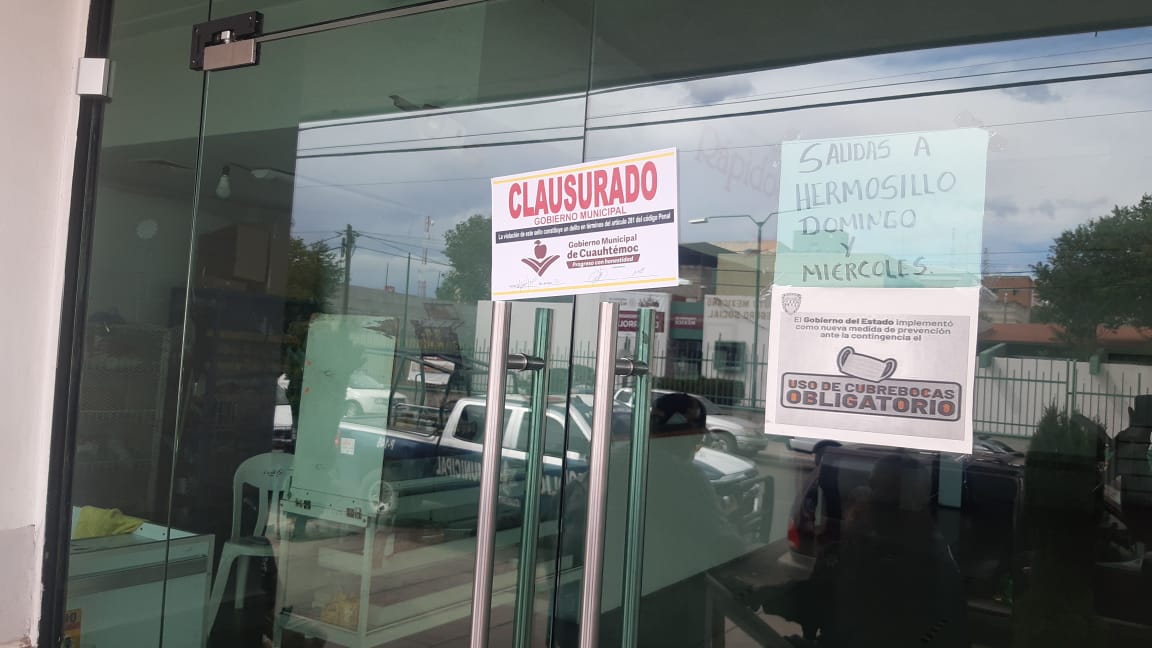 CLAUSURADO
GOBIERNO MUNICIPAL
La violación de este sello constituye un delito en términos del artículo 281 del código Penal
Gobierno Municipal
de Cuauhtémoc
Progreso con honestidad
SALIDAS A
HERMOSILLO
DOMINGO
Y
MIERCOLES.
El Gobierno del Estado implementó
como nueva medida de prevención
ante la contingencia el
USO DE CUBREBOCAS
OBLIGATORIO
MUNICIPAL